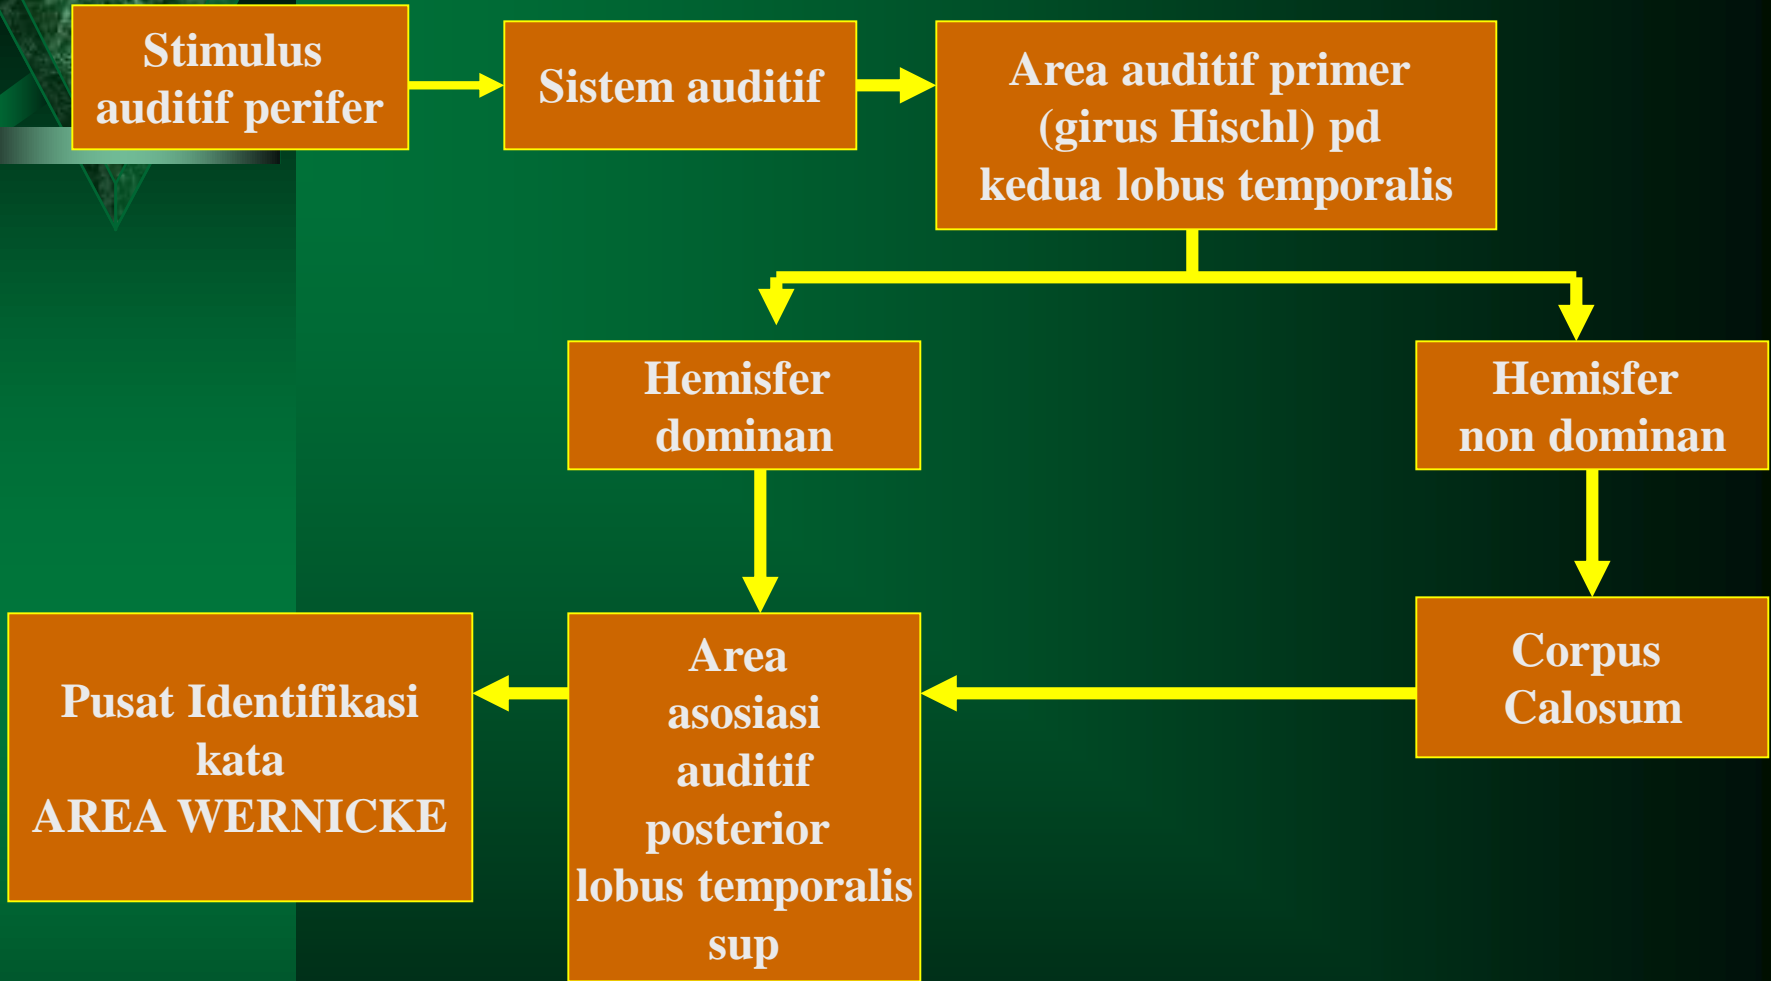 Stimulus
auditif perifer
Sistem auditif
Area auditif primer
(girus Hischl) pd
kedua lobus temporalis
Hemisfer
dominan
Hemisfer
non dominan
Pusat Identifikasi
kata
AREA WERNICKE
Area
asosiasi
auditif
posterior
lobus temporalis
sup
Corpus
Calosum